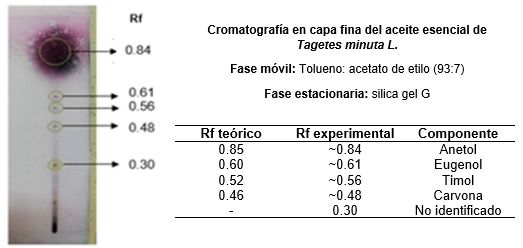 Rf
0.84
0.61
0.56
0.48
0.30
Cromatografía en capa fina del aceite esencial de
Tagetes minuta L.
Fase móvil: Tolueno: acetato de etilo (93:7)
Fase estacionaria: silica gel G
Rf teórico Rf experimental Componente
0.85 ~0.84 Anetol
0.60 ~0.61 Eugenol
0.52 ~0.56 Timol
0.46 ~0.48 Carvona
- 0.30 No identificado